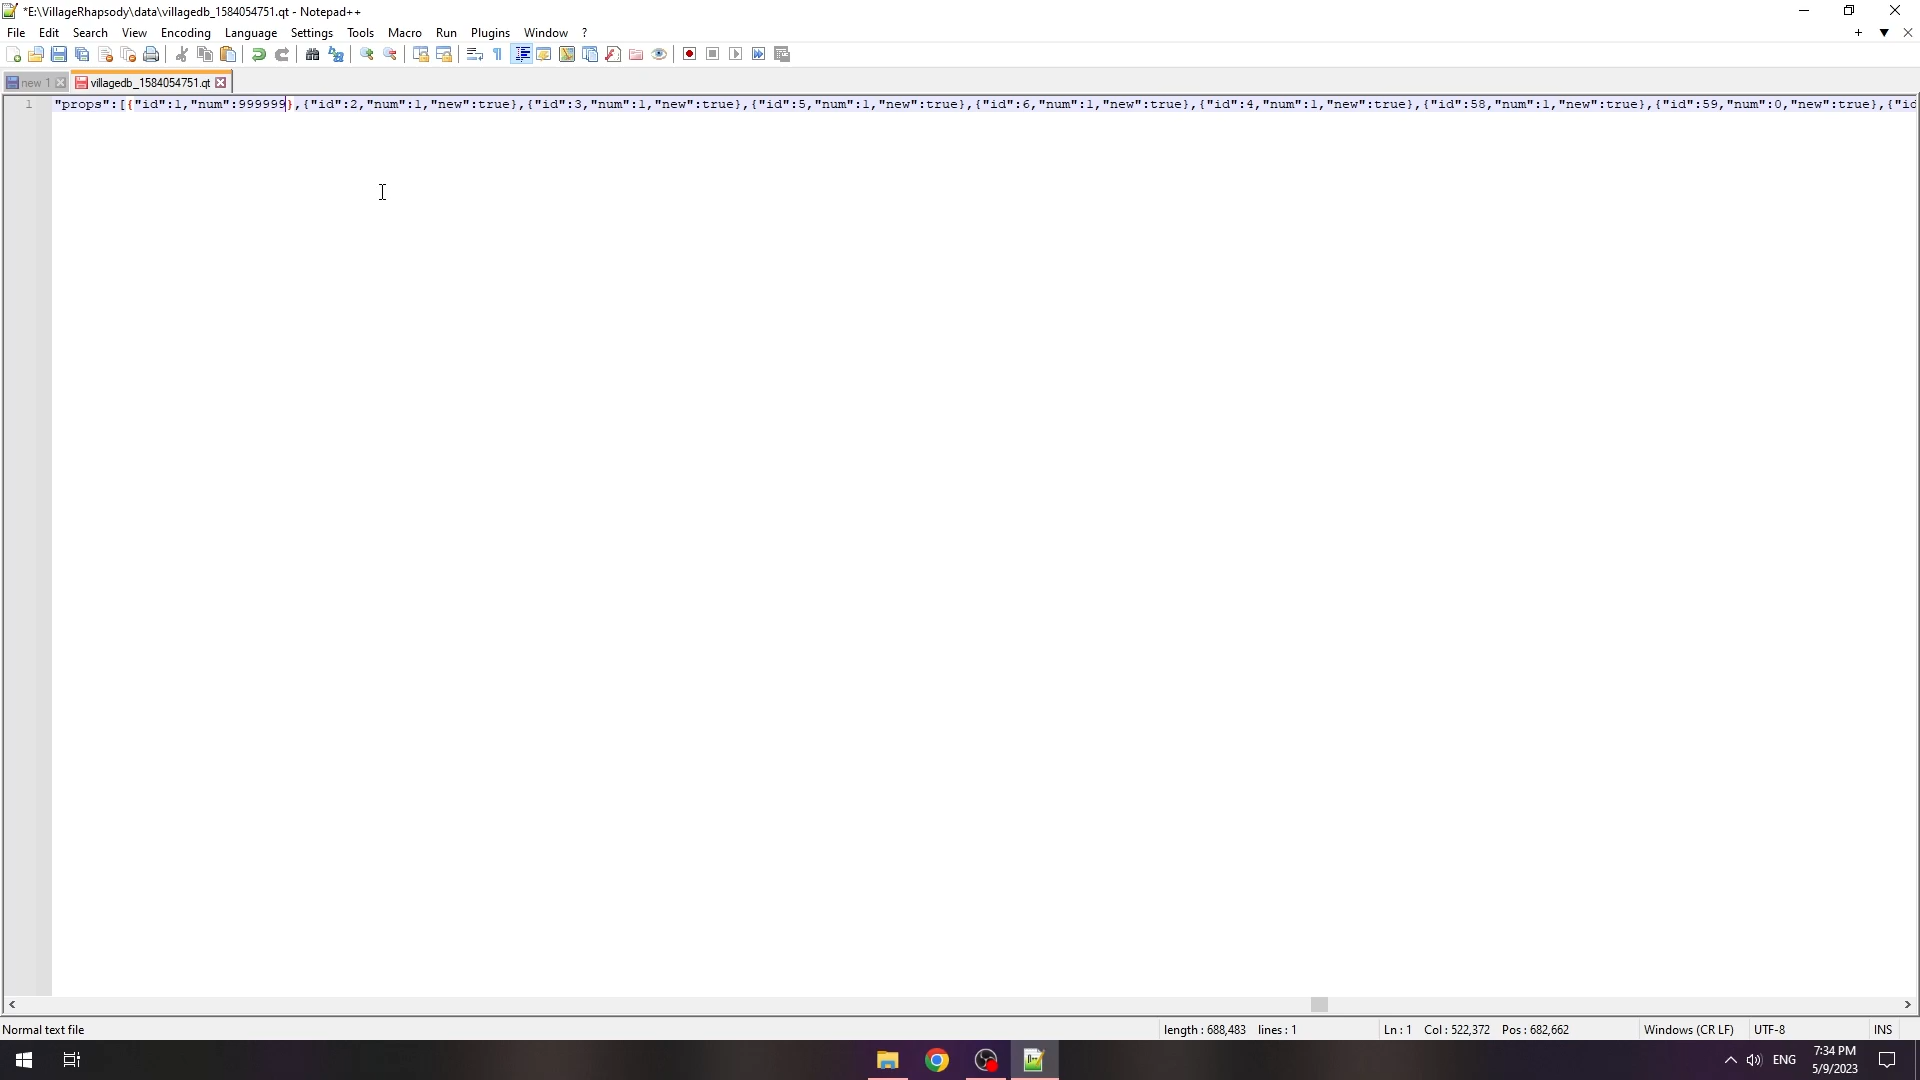 *E:\VillageRhapsody\data\villagedb_1584054751.qt - Notepad++
File Edit Search View Encoding Language Settings Tools Macro Run Plugins Window ?
new 1 villagedb_1584054751.qt
1 "props":[{"id":1,"num":999999},{"id":2,"num":1,"new":true},{"id":3,"num":1,"new":true},{"id":5,"num":1,"new":true},{"id":6,"num":1,"new":true},{"id":4,"num":1,"new":true},{"id":58,"num":1,"new":true},{"id":59,"num":0,"new":true},{"id
Normal text file length : 688,483 lines : 1 Ln : 1 Col : 522,372 Pos : 682,662 Windows (CR LF) UTF-8 INS
ENG 7:34 PM
5/9/2023